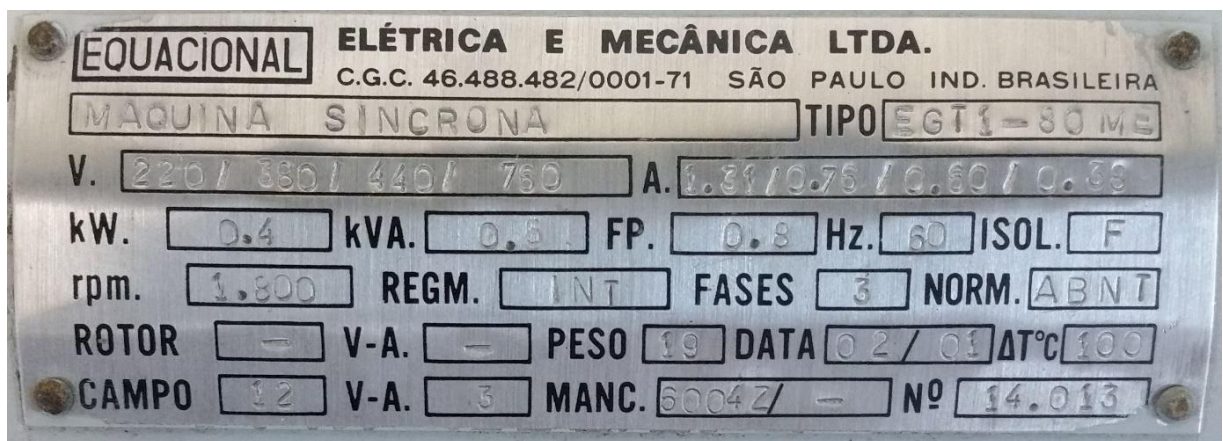 EQUACIONAL ELÉTRICA E MECÂNICA LTDA.
C.G.C. 46.488.482/0001-71 SÃO PAULO IND. BRASILEIRA
MAQUINA SINCRONA TIPO EGT1-80ME
V. 220/ 380/ 440/ 760 A. 1.31/0.76/0.60/0.38
kW. 0.4 kVA. 0.5 FP. 0.8 Hz. 60 ISOL. F
rpm. 1.800 REGM. INT FASES 3 NORM. ABNT
ROTOR - V-A. - PESO 19 DATA 02/ 01 ΔT°C 100
CAMPO 12 V-A. 3 MANC. 6004Z/ - Nº 14.013